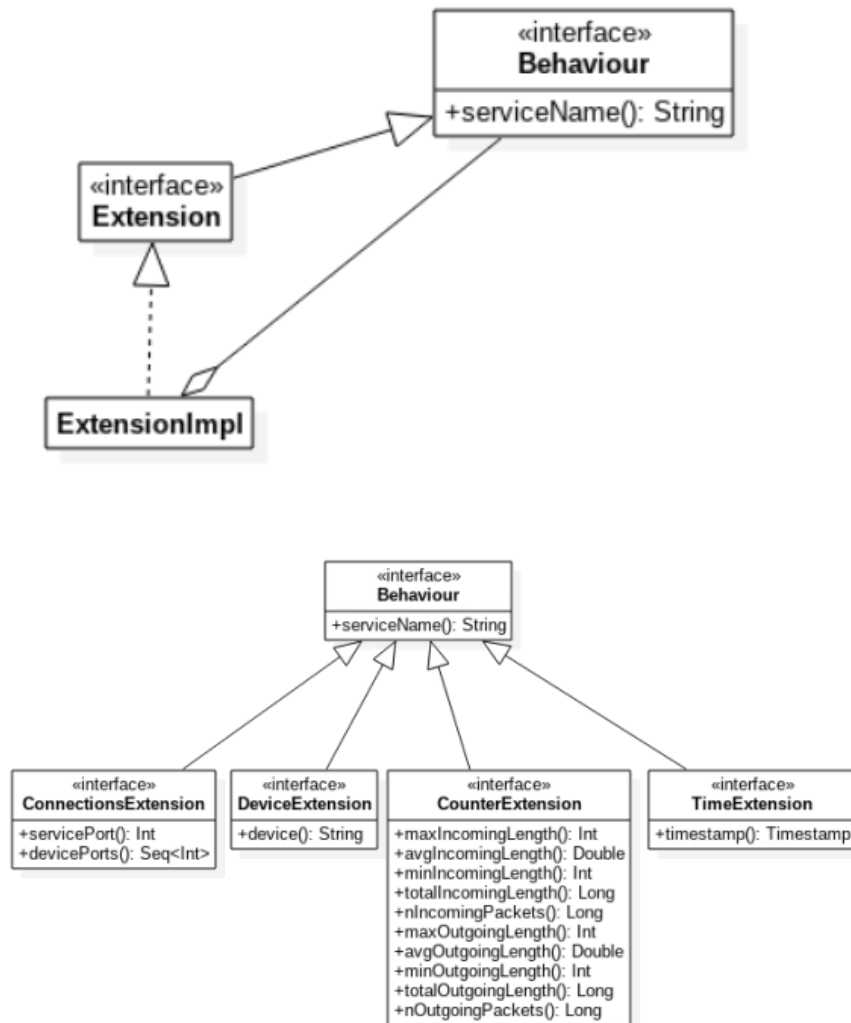 «interface»
Behaviour
+serviceName(): String
«interface»
Extension
ExtensionImpl
«interface»
Behaviour
+serviceName(): String
«interface»
ConnectionsExtension
+servicePort(): Int
+devicePorts(): Seq<Int>
«interface»
DeviceExtension
+device(): String
«interface»
CounterExtension
+maxIncomingLength(): Int
+avgIncomingLength(): Double
+minIncomingLength(): Int
+totalIncomingLength(): Long
+nIncomingPackets(): Long
+maxOutgoingLength(): Int
+avgOutgoingLength(): Double
+minOutgoingLength(): Int
+totalOutgoingLength(): Long
+nOutgoingPackets(): Long
«interface»
TimeExtension
+timestamp(): Timestamp